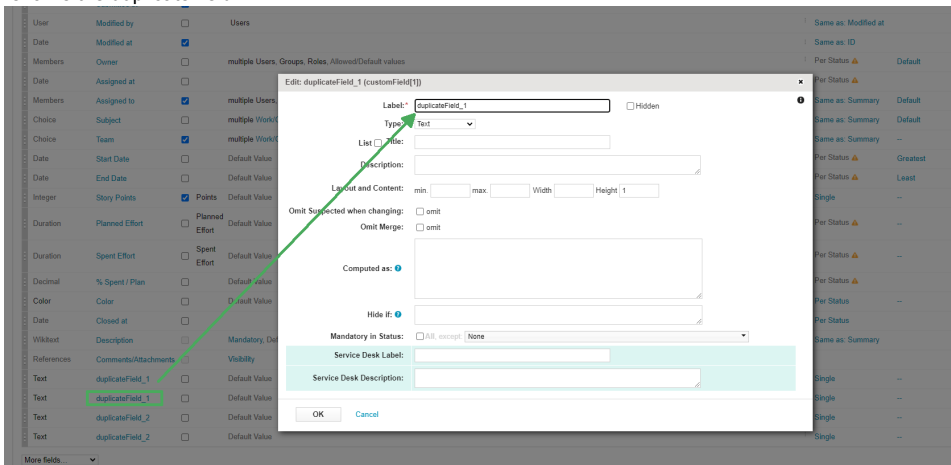 User Modified by Users Same as: Modified at
Date Modified at Same as: ID
Members Owner multiple Users, Groups, Roles, Allowed/Default values Per Status Default
Date Assigned at Per Status
Edit: duplicateField_1 (customField[1]) ×
Members Assigned to multiple Users, Same as: Summary Default
Label:* duplicateField_1 Hidden
Choice Subject multiple Work/C Same as: Summary Default
Type: Text
Choice Team multiple Work/C Same as: Summary --
List Title:
Date Start Date Default Value Per Status Greatest
Description:
Date End Date Default Value Per Status Least
Layout and Content: min. max. Width Height 1
Integer Story Points Points Default Value Single --
Omit Suspected when changing: omit
Duration Planned Effort Planned Effort Default Value Per Status --
Omit Merge: omit
Duration Spent Effort Spent Effort Default Value Per Status --
Computed as:
Decimal % Spent / Plan Default Value Per Status --
Color Color Default Value Per Status --
Hide if:
Date Closed at Per Status
Mandatory in Status: All, except: None
Wikitext Description Mandatory, Def Same as: Summary
Service Desk Label:
References Comments/Attachments Visibility
Service Desk Description:
Text duplicateField_1 Default Value Single --
Text duplicateField_1 Default Value Single --
OK Cancel
Text duplicateField_2 Default Value Single --
Text duplicateField_2 Default Value Single --
More fields...